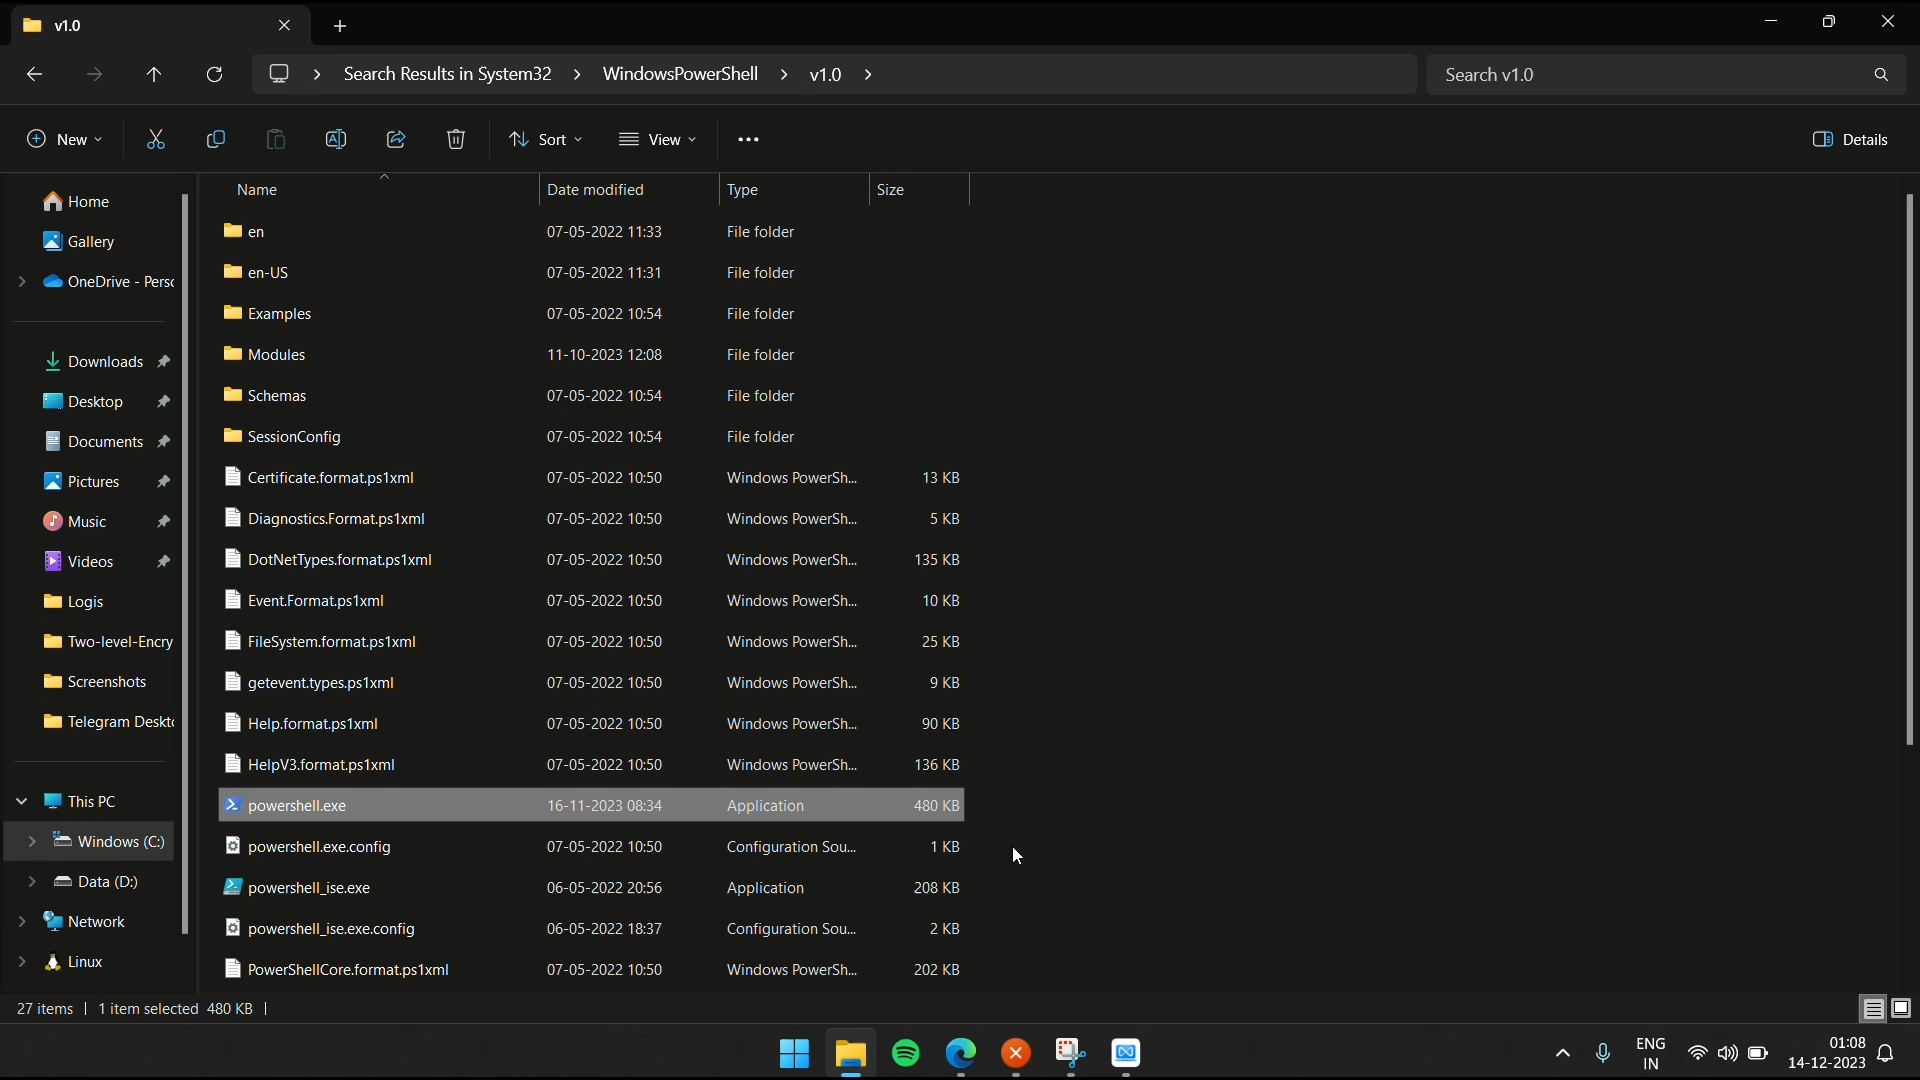 v1.0
Search Results in System32 > WindowsPowerShell > v1.0 >
Search v1.0
New
Sort
View
Details
Home
Gallery
OneDrive - Perso
Downloads
Desktop
Documents
Pictures
Music
Videos
Logis
Two-level-Encry
Screenshots
Telegram Deskto
This PC
Windows (C:)
Data (D:)
Network
Linux
Name Date modified Type Size
en 07-05-2022 11:33 File folder
en-US 07-05-2022 11:31 File folder
Examples 07-05-2022 10:54 File folder
Modules 11-10-2023 12:08 File folder
Schemas 07-05-2022 10:54 File folder
SessionConfig 07-05-2022 10:54 File folder
Certificate.format.ps1xml 07-05-2022 10:50 Windows PowerSh... 13 KB
Diagnostics.Format.ps1xml 07-05-2022 10:50 Windows PowerSh... 5 KB
DotNetTypes.format.ps1xml 07-05-2022 10:50 Windows PowerSh... 135 KB
Event.Format.ps1xml 07-05-2022 10:50 Windows PowerSh... 10 KB
FileSystem.format.ps1xml 07-05-2022 10:50 Windows PowerSh... 25 KB
getevent.types.ps1xml 07-05-2022 10:50 Windows PowerSh... 9 KB
Help.format.ps1xml 07-05-2022 10:50 Windows PowerSh... 90 KB
HelpV3.format.ps1xml 07-05-2022 10:50 Windows PowerSh... 136 KB
powershell.exe 16-11-2023 08:34 Application 480 KB
powershell.exe.config 07-05-2022 10:50 Configuration Sou... 1 KB
powershell_ise.exe 06-05-2022 20:56 Application 208 KB
powershell_ise.exe.config 06-05-2022 18:37 Configuration Sou... 2 KB
PowerShellCore.format.ps1xml 07-05-2022 10:50 Windows PowerSh... 202 KB
27 items | 1 item selected 480 KB |
ENG
IN
01:08
14-12-2023